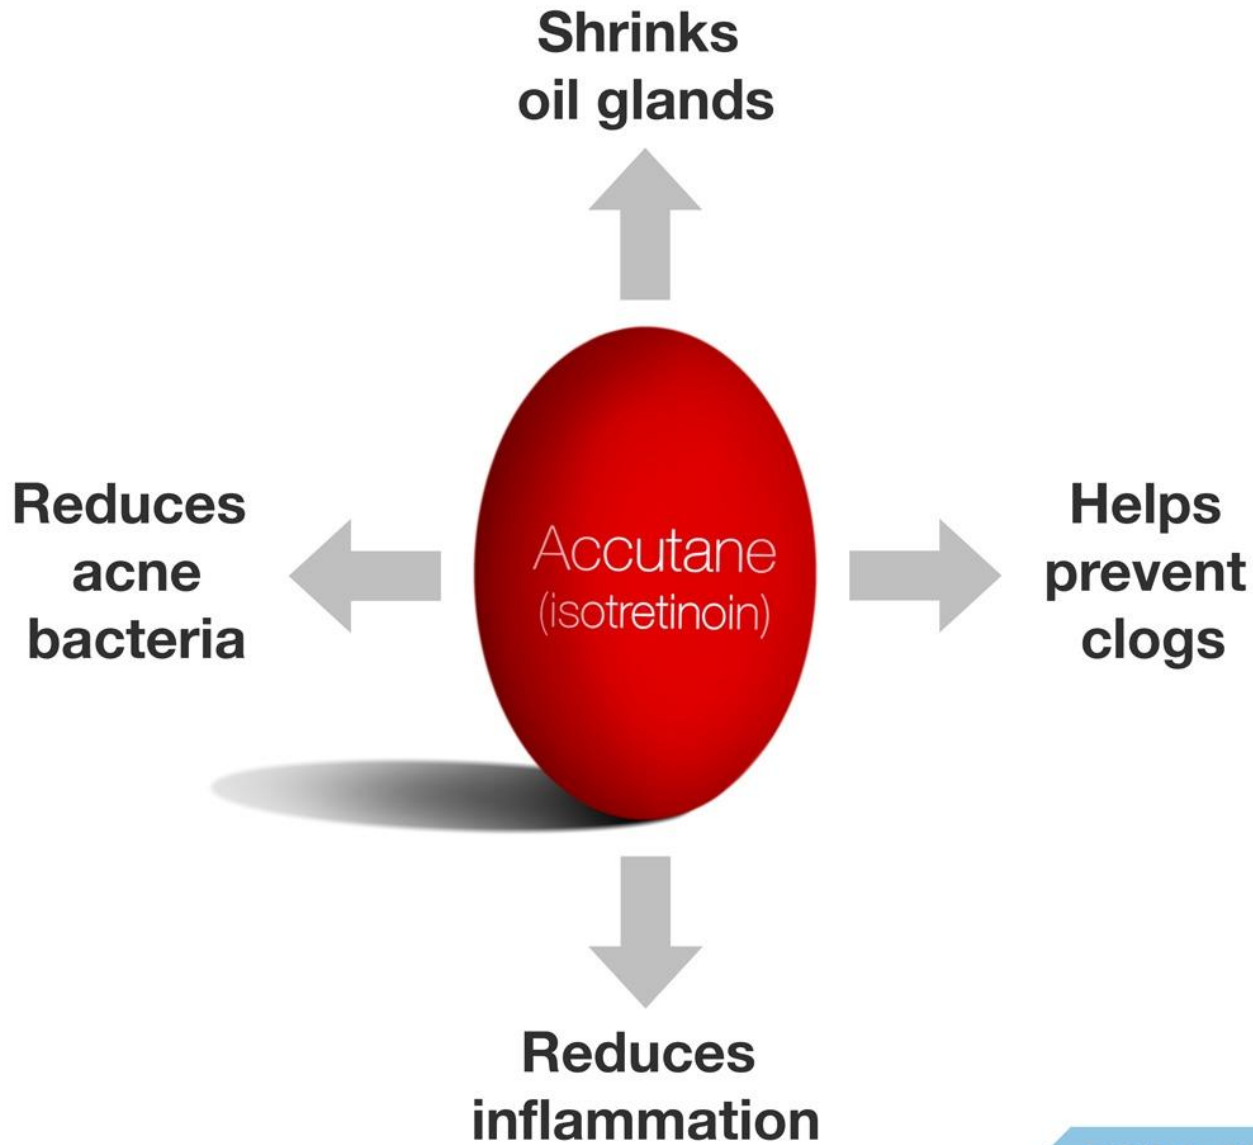 Shrinks
oil glands
Reduces
acne
bacteria
Accutane
(isotretinoin)
Helps
prevent
clogs
Reduces
inflammation